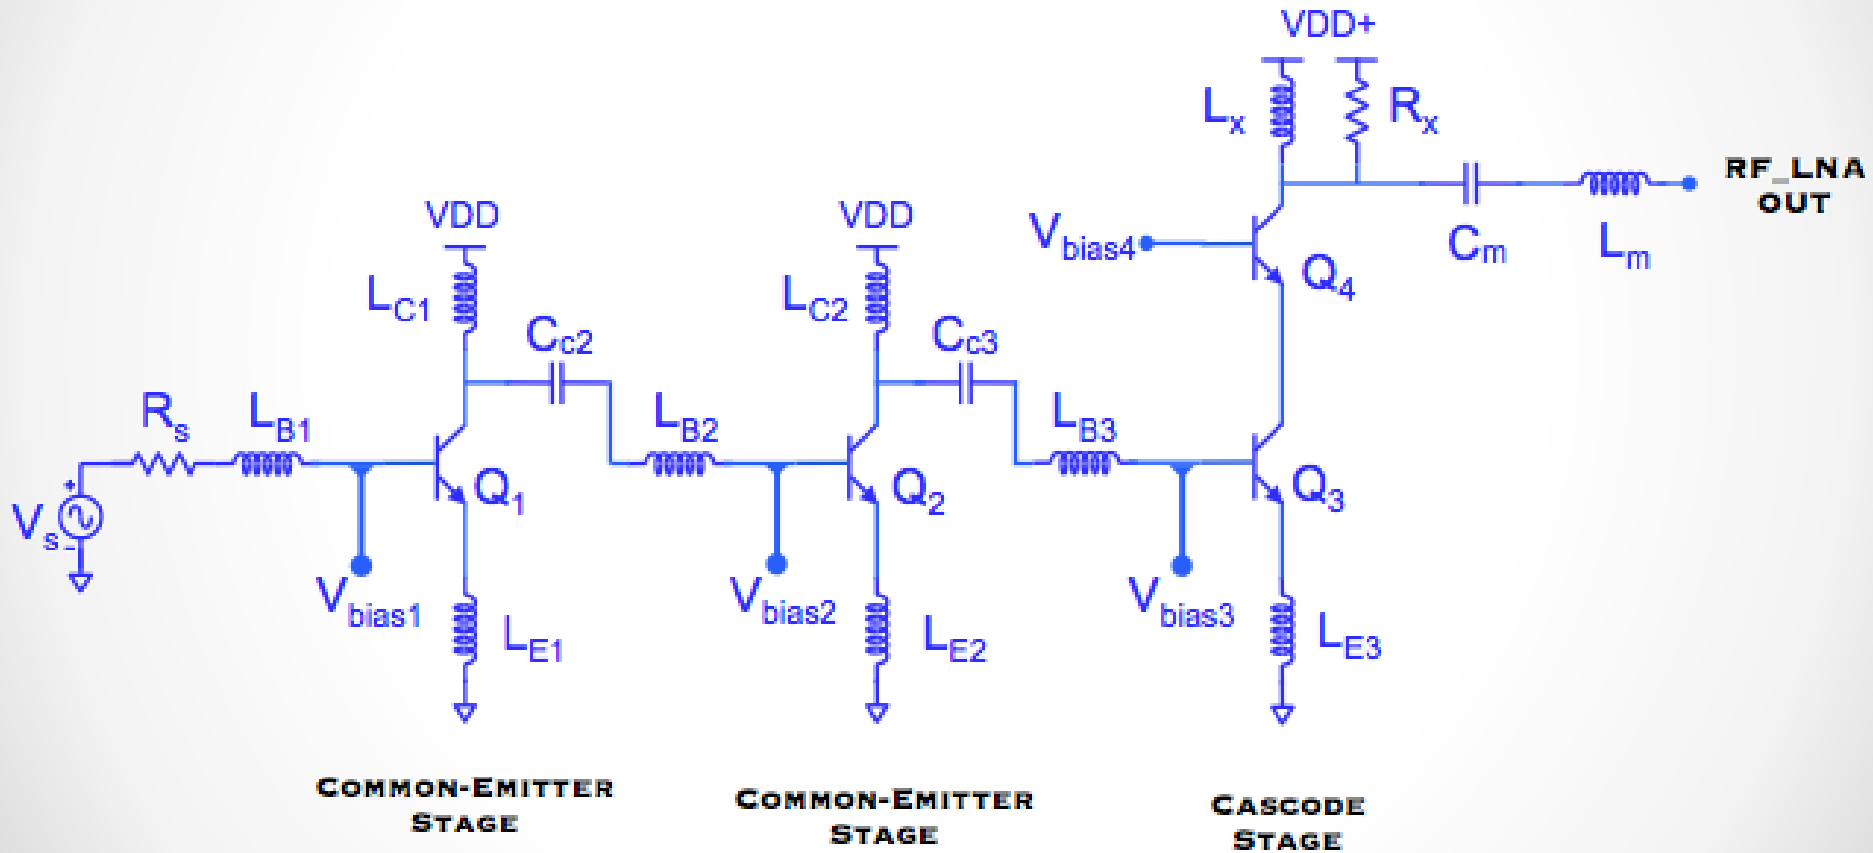 VDD+
Lx
Rx
RF_LNA
OUT
VDD
VDD
Vbias4
Cm
Lm
Q4
LC1
Cc2
LC2
Cc3
Rs
LB1
LB2
LB3
Q1
Q2
Q3
+
Vs
-
Vbias1
Vbias2
Vbias3
LE1
LE2
LE3
COMMON-EMITTER
STAGE
COMMON-EMITTER
STAGE
CASCODE
STAGE